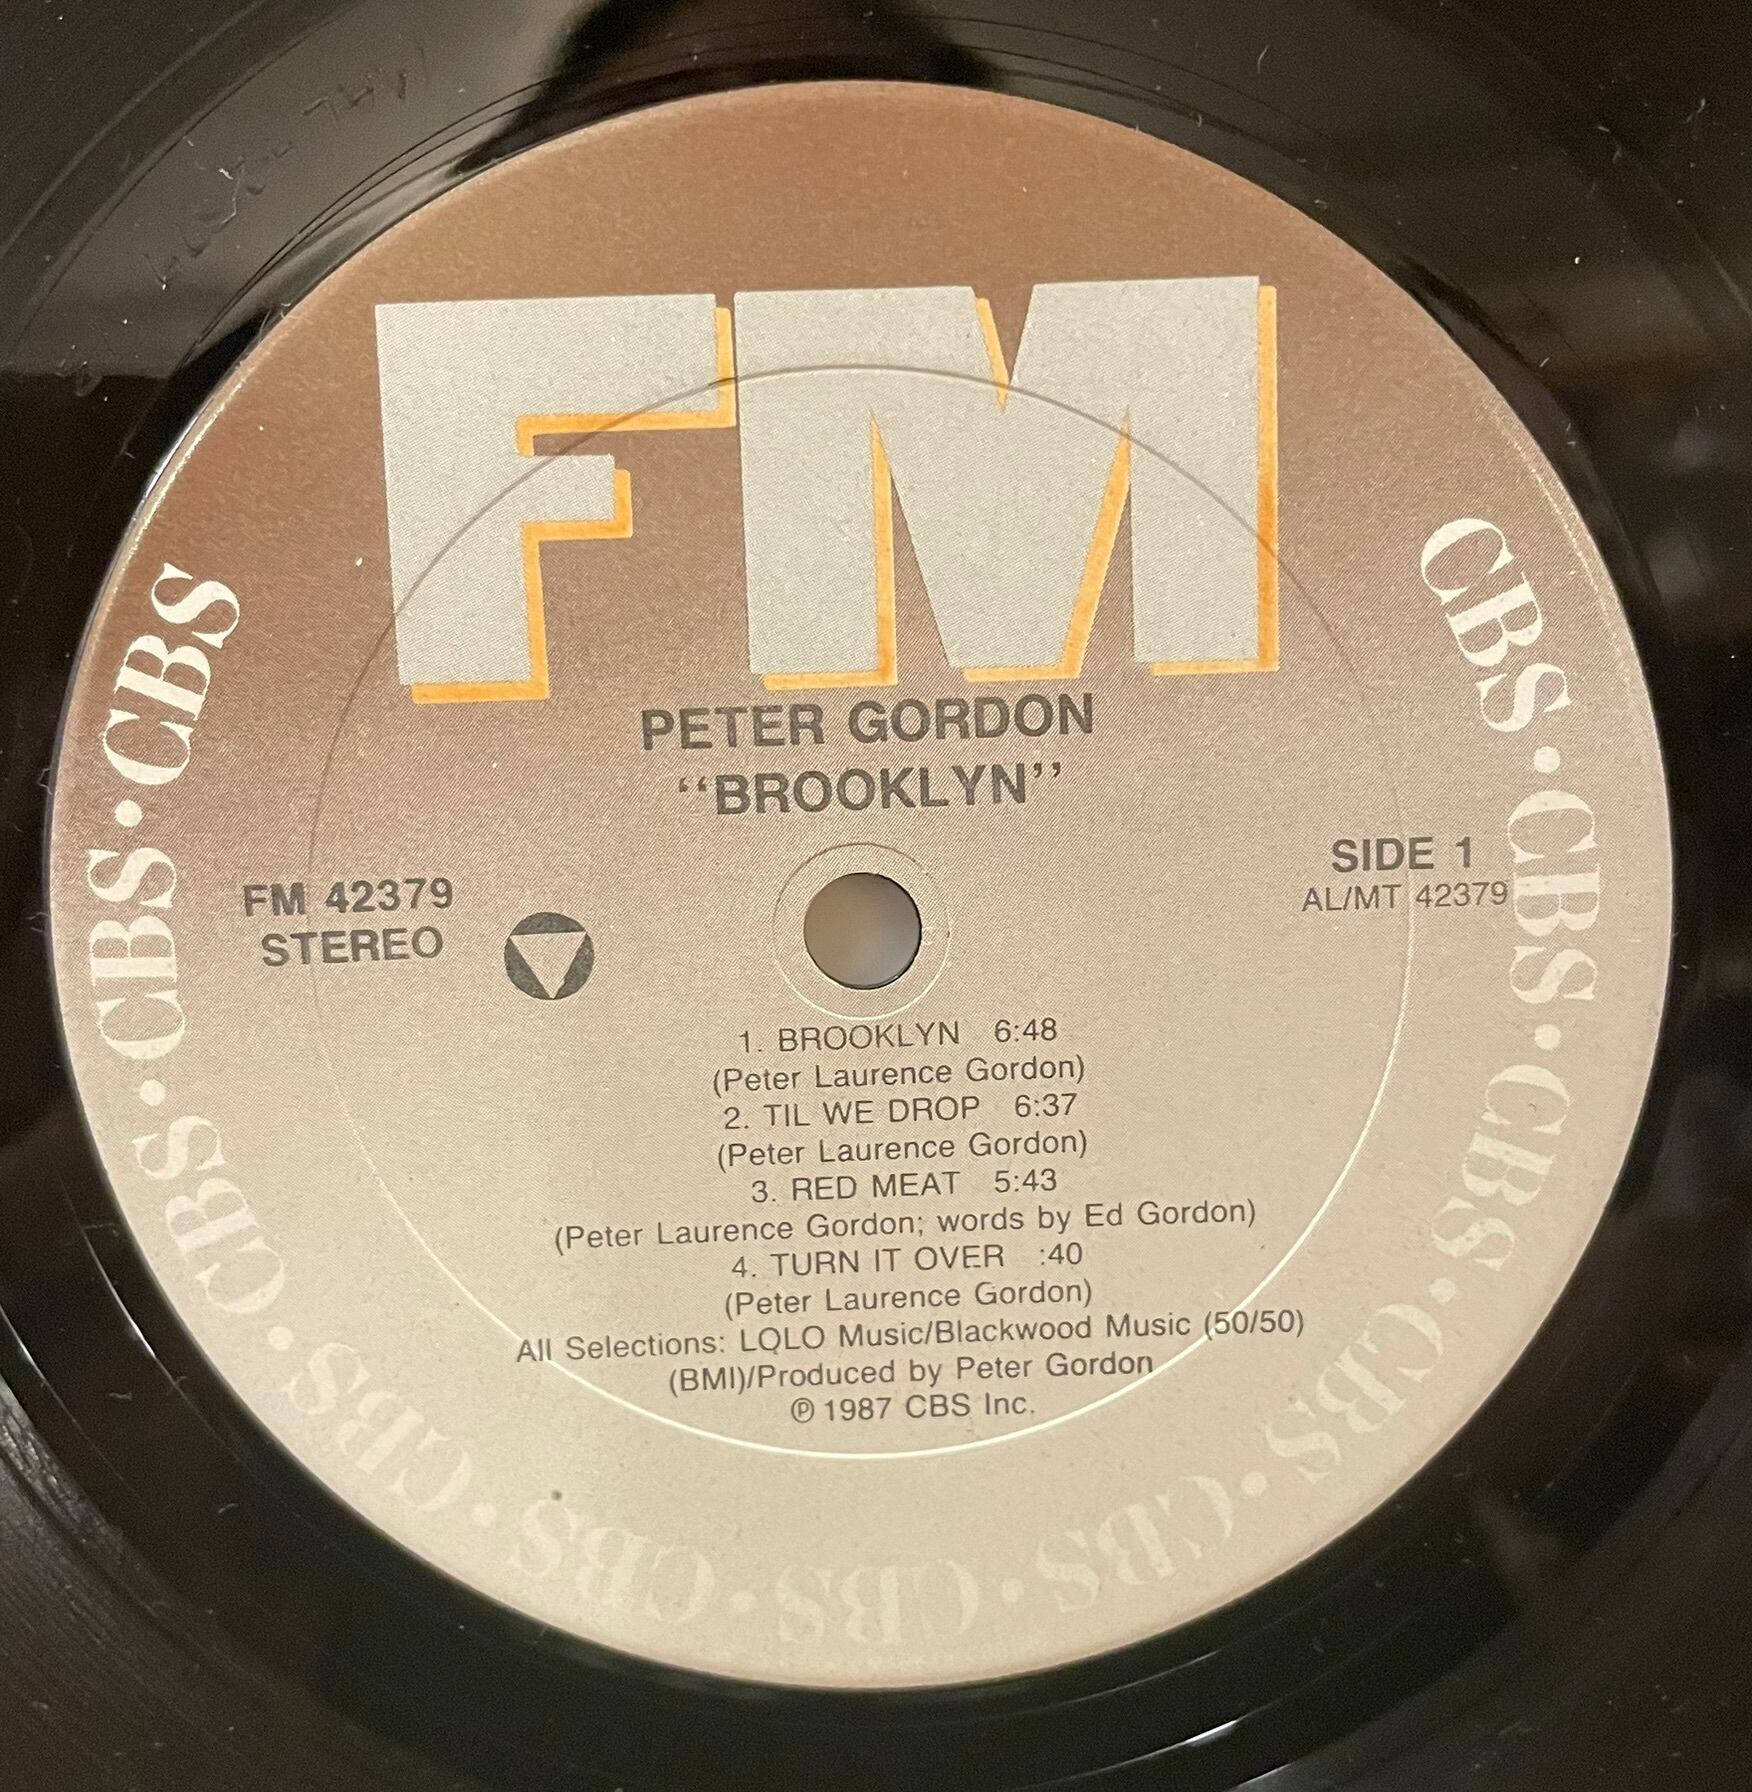 FM
PETER GORDON
“BROOKLYN”
FM 42379
STEREO
SIDE 1
AL/MT 42379
1. BROOKLYN 6:48
(Peter Laurence Gordon)
2. TIL WE DROP 6:37
(Peter Laurence Gordon)
3. RED MEAT 5:43
(Peter Laurence Gordon; words by Ed Gordon)
4. TURN IT OVER :40
(Peter Laurence Gordon)
All Selections: LOLO Music/Blackwood Music (50/50)
(BMI)/Produced by Peter Gordon
℗ 1987 CBS Inc.
CBS · CBS · CBS · CBS · CBS · CBS · CBS · CBS · CBS · CBS · CBS